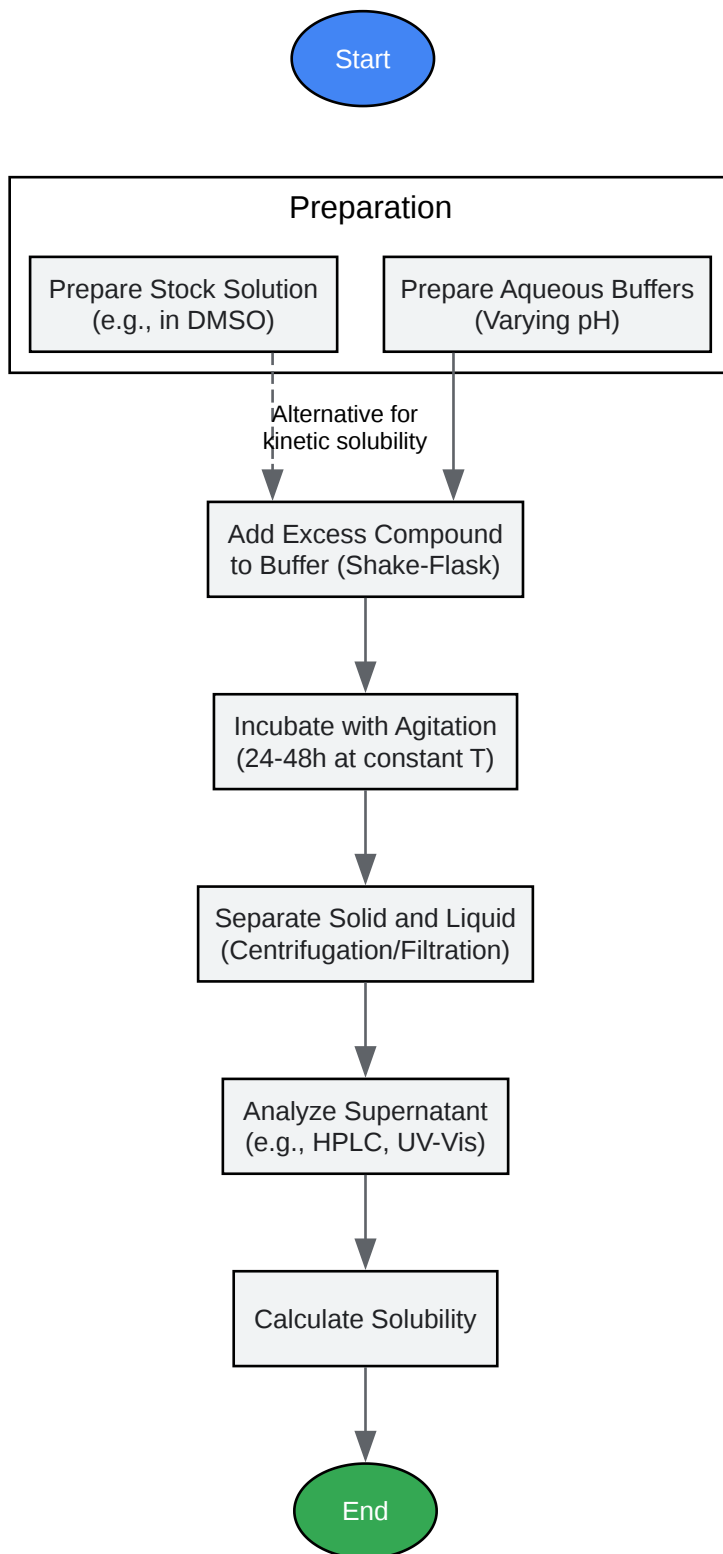 Start
Preparation
Prepare Stock Solution
(e.g., in DMSO)
Prepare Aqueous Buffers
(Varying pH)
Alternative for
kinetic solubility
Add Excess Compound
to Buffer (Shake-Flask)
Incubate with Agitation
(24-48h at constant T)
Separate Solid and Liquid
(Centrifugation/Filtration)
Analyze Supernatant
(e.g., HPLC, UV-Vis)
Calculate Solubility
End